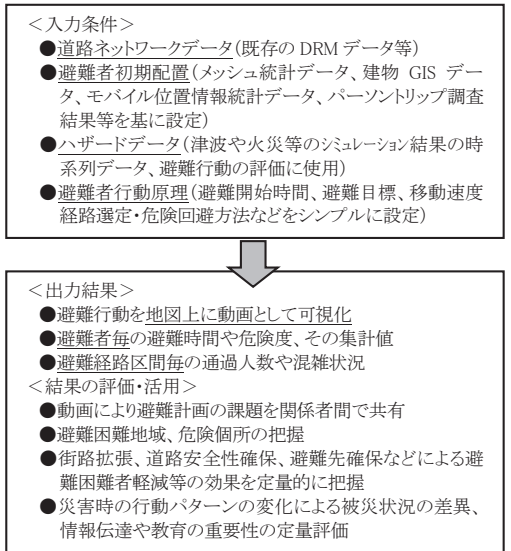 ＜入力条件＞
●道路ネットワークデータ(既存の DRM データ等)
●避難者初期配置(メッシュ統計データ、建物 GIS デー
タ、モバイル位置情報統計データ、パーソントリップ調査
結果等を基に設定)
●ハザードデータ(津波や火災等のシミュレーション結果の時
系列データ、避難行動の評価に使用)
●避難者行動原理(避難開始時間、避難目標、移動速度
経路選定・危険回避方法などをシンプルに設定)
＜出力結果＞
●避難行動を地図上に動画として可視化
●避難者毎の避難時間や危険度、その集計値
●避難経路区間毎の通過人数や混雑状況
＜結果の評価・活用＞
●動画により避難計画の課題を関係者間で共有
●避難困難地域、危険個所の把握
●街路拡張、道路安全性確保、避難先確保などによる避
難困難者軽減等の効果を定量的に把握
●災害時の行動パターンの変化による被災状況の差異、
情報伝達や教育の重要性の定量評価